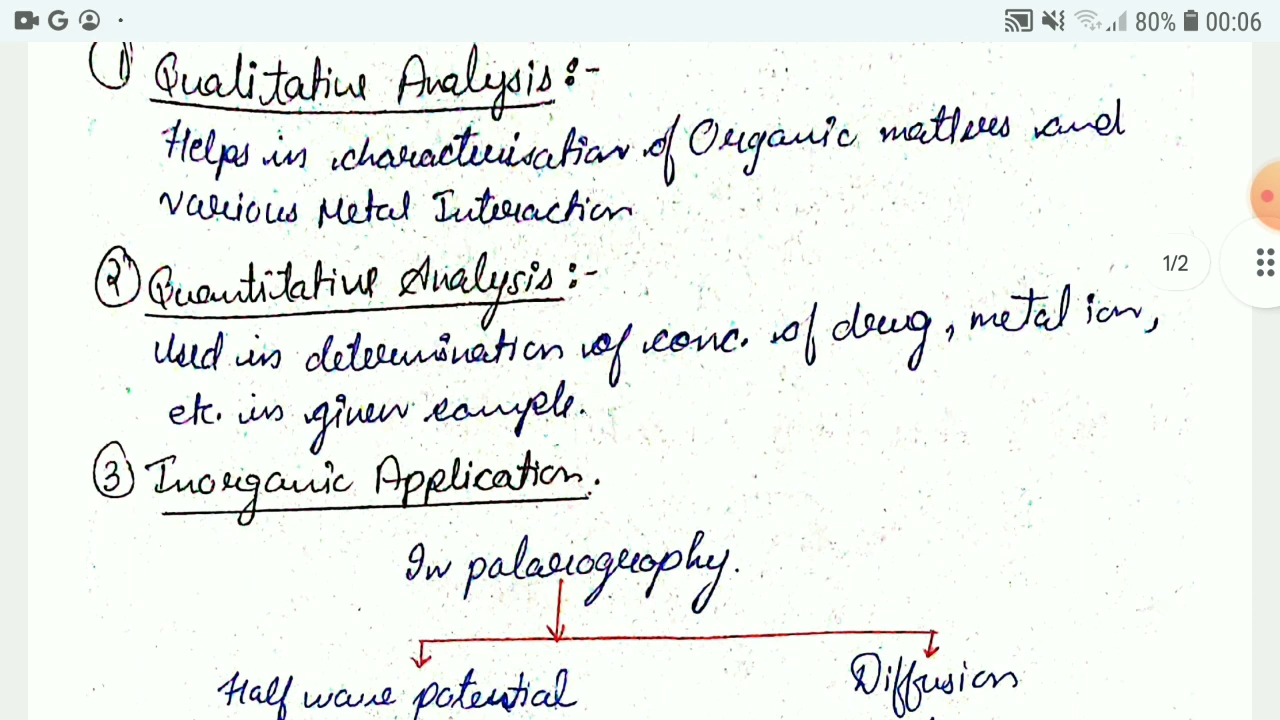 80% 00:06
① Qualitative Analysis :-
Helps in characterisation of Organic matters and
various Metal Interaction
1/2
② Quantitative Analysis :-
Used in determination of conc. of drug, metal ion,
etc. in given sample.
③ Inorganic Application.
In palarography.
Half wave potential Diffusion